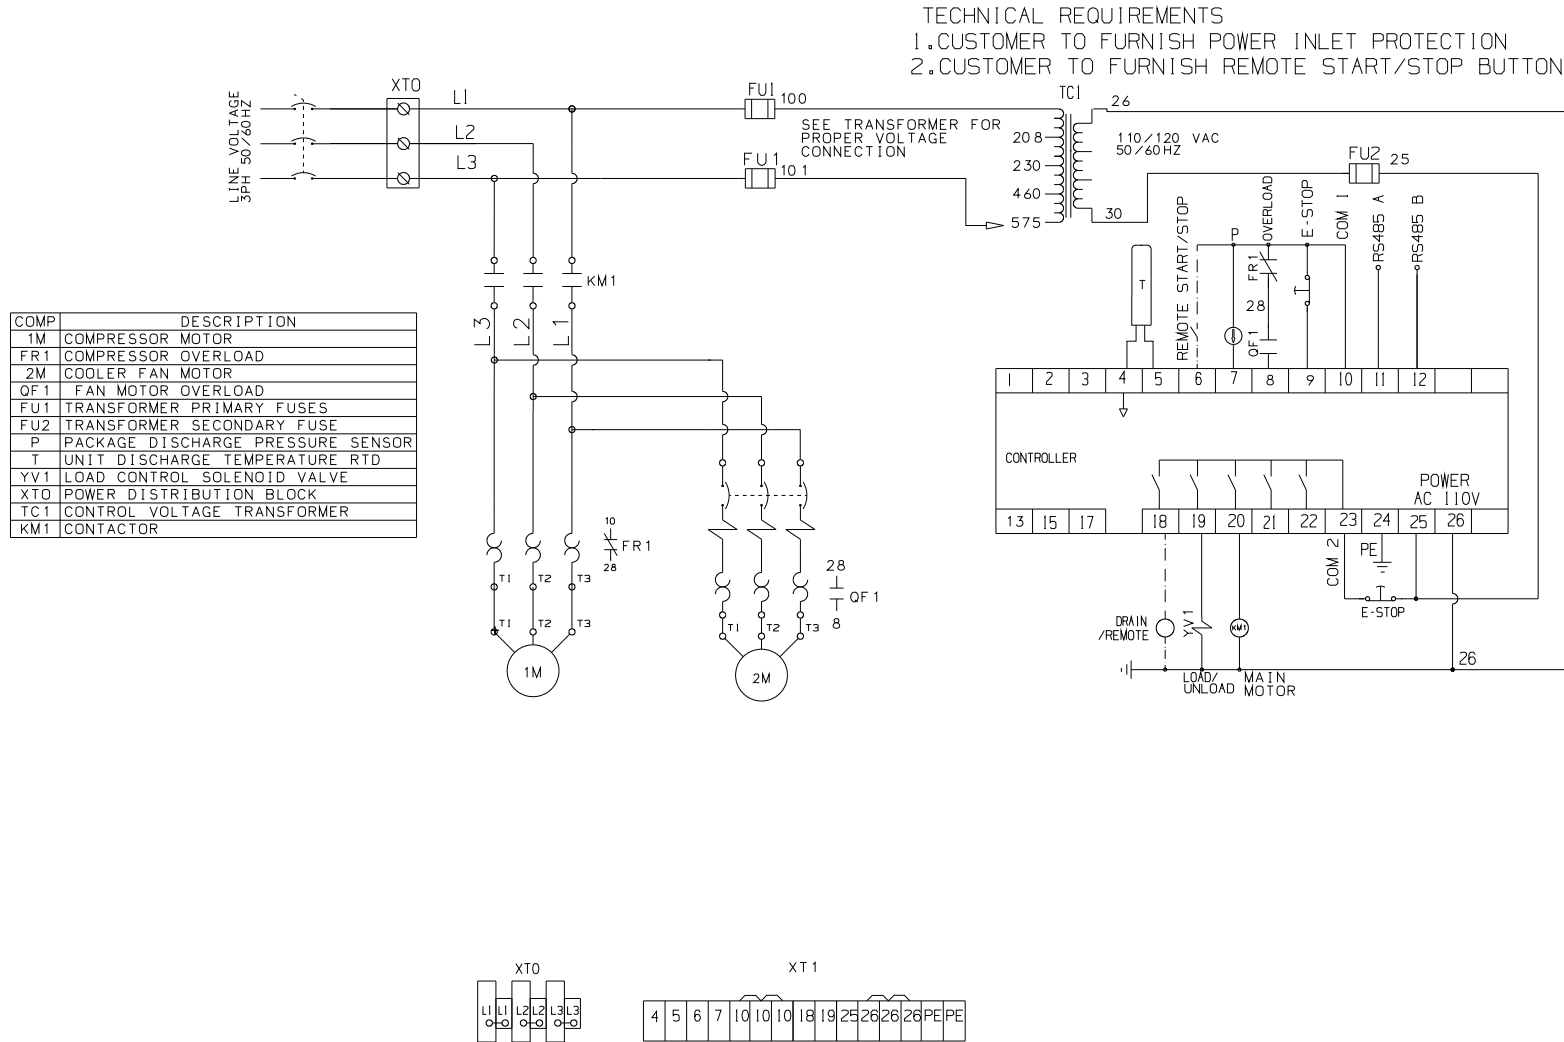 TECHNICAL REQUIREMENTS
1.CUSTOMER TO FURNISH POWER INLET PROTECTION
2.CUSTOMER TO FURNISH REMOTE START/STOP BUTTON
LINE VOLTAGE
3PH 50/60HZ
XT0
L1
L2
L3
FU1
100
FU1
101
SEE TRANSFORMER FOR
PROPER VOLTAGE
CONNECTION
TC1
208
230
460
575
26
110/120 VAC
50/60HZ
30
FU2
25
KM1
L3
L2
L1
COMP DESCRIPTION
1M COMPRESSOR MOTOR
FR1 COMPRESSOR OVERLOAD
2M COOLER FAN MOTOR
QF1 FAN MOTOR OVERLOAD
FU1 TRANSFORMER PRIMARY FUSES
FU2 TRANSFORMER SECONDARY FUSE
P PACKAGE DISCHARGE PRESSURE SENSOR
T UNIT DISCHARGE TEMPERATURE RTD
YV1 LOAD CONTROL SOLENOID VALVE
XT0 POWER DISTRIBUTION BLOCK
TC1 CONTROL VOLTAGE TRANSFORMER
KM1 CONTACTOR
10
FR1
28
T1 T2 T3
T1 T2 T3
1M
28
QF1
8
T1 T2 T3
2M
T
REMOTE START/STOP
P
OVERLOAD
FR1
28
QF1
E-STOP
COM 1
RS485 A
RS485 B
1 2 3 4 5 6 7 8 9 10 11 12
CONTROLLER
POWER
AC 110V
13 15 17 18 19 20 21 22 23 24 25 26
COM 2
PE
E-STOP
DRAIN
/REMOTE
YV1
KM1
LOAD/
UNLOAD
MAIN
MOTOR
26
XT0
L1 L1 L2 L2 L3 L3
XT1
4 5 6 7 10 10 10 18 19 25 26 26 26 PE PE